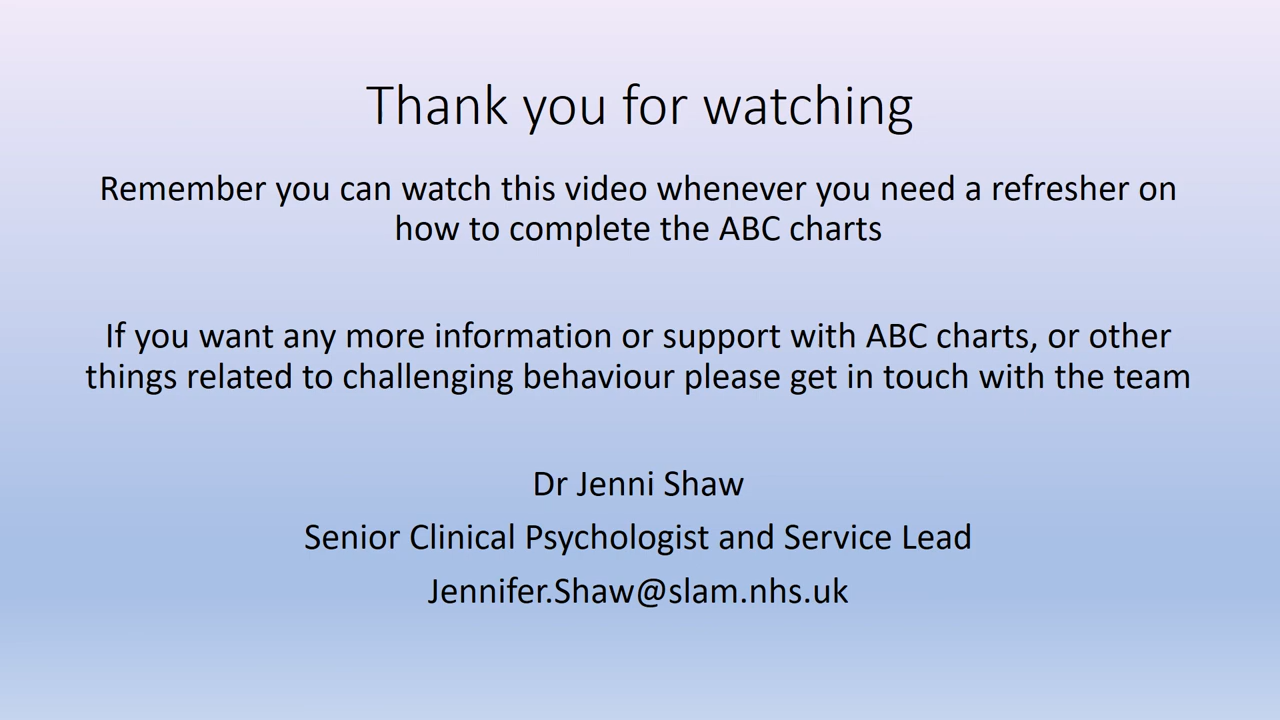 Thank you for watching
Remember you can watch this video whenever you need a refresher on
how to complete the ABC charts
If you want any more information or support with ABC charts, or other
things related to challenging behaviour please get in touch with the team
Dr Jenni Shaw
Senior Clinical Psychologist and Service Lead
Jennifer.Shaw@slam.nhs.uk